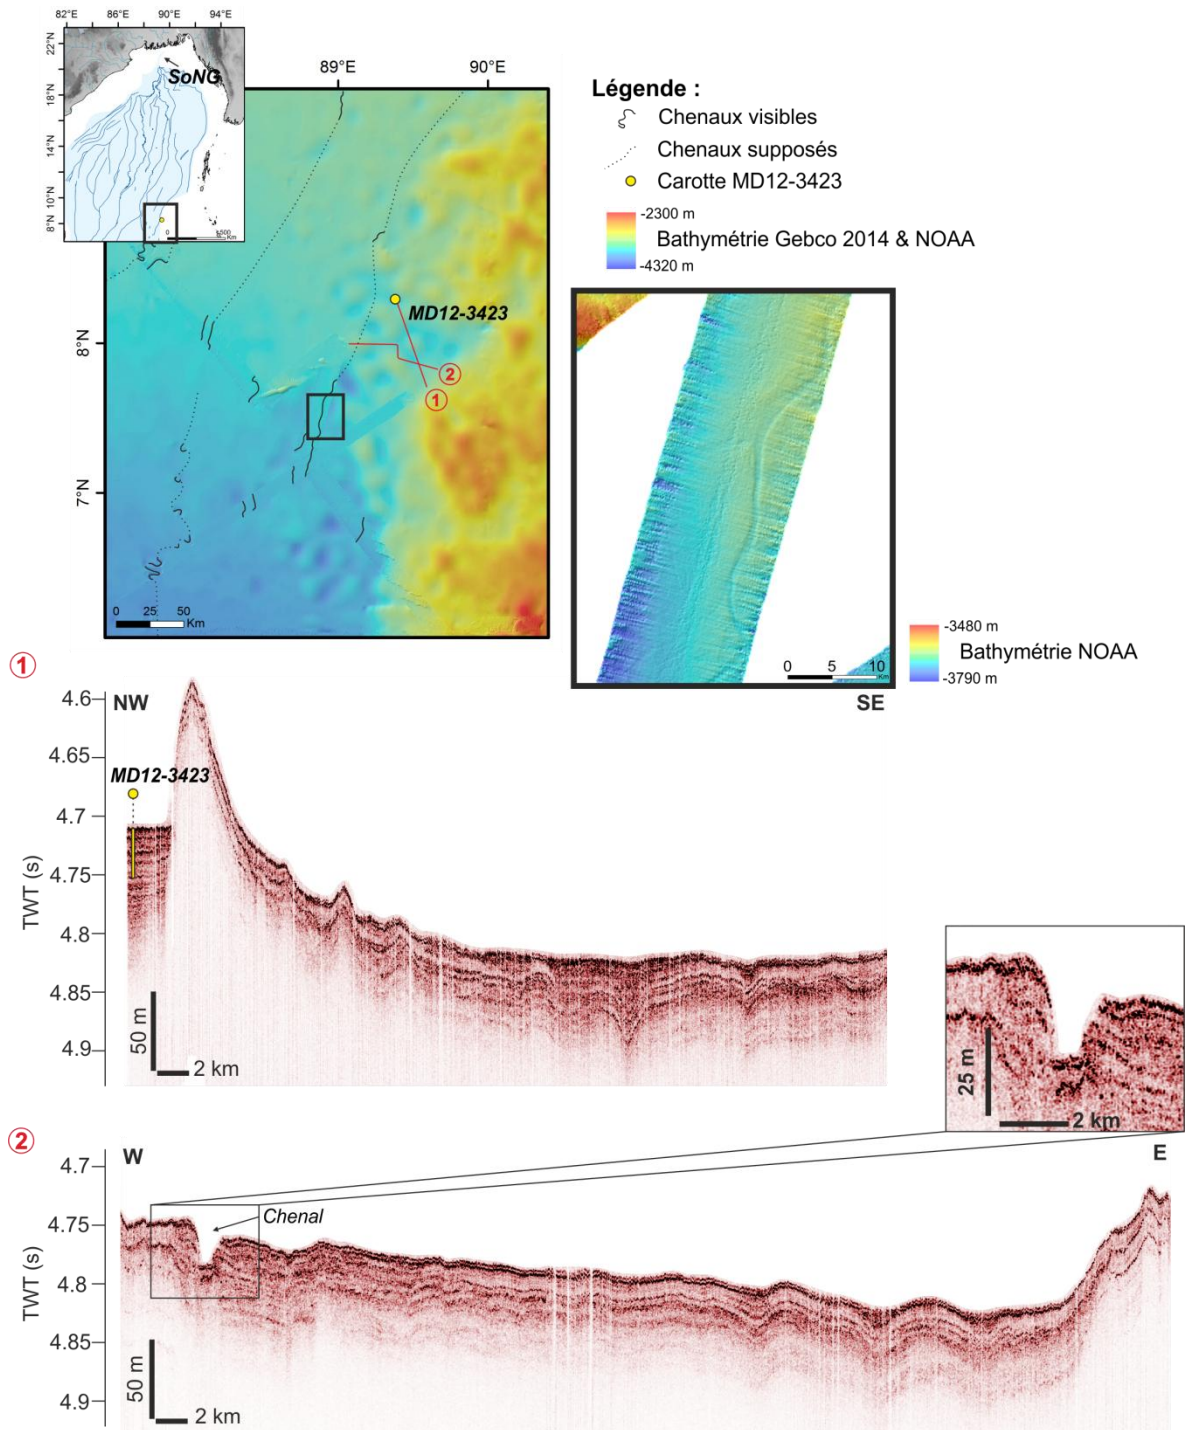 82°E 86°E 90°E 94°E
22°N
18°N
14°N
10°N
8°N
SoNG
0 500
Km
89°E 90°E
8°N
7°N
MD12-3423
2
1
0 25 50
Km
Légende :
Chenaux visibles
Chenaux supposés
Carotte MD12-3423
-2300 m
Bathymétrie Gebco 2014 & NOAA
-4320 m
0 5 10
Km
-3480 m
Bathymétrie NOAA
-3790 m
1
NW SE
MD12-3423
TWT (s)
4.6
4.65
4.7
4.75
4.8
4.85
4.9
50 m
2 km
25 m
2 km
2
W E
Chenal
TWT (s)
4.7
4.75
4.8
4.85
4.9
50 m
2 km